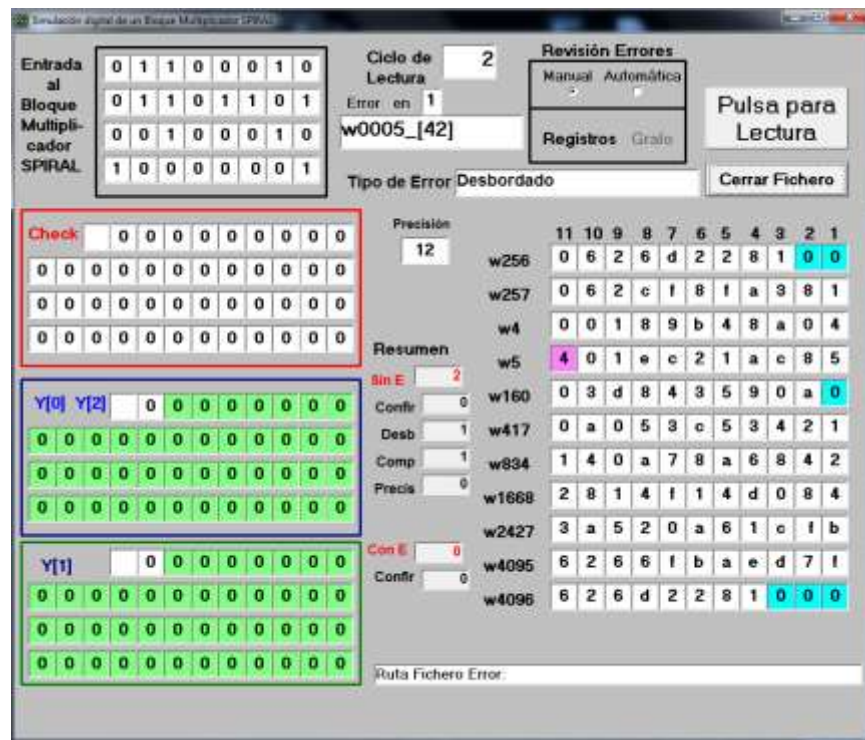 Simulación digital de un Bloque Multiplicador SPIRAL
Entrada al Bloque Multipli- cador SPIRAL
0 1 1 0 0 0 1 0
0 1 1 0 1 1 0 1
0 0 1 0 0 0 1 0
1 0 0 0 0 0 0 1
Ciclo de Lectura 2
Error en 1
w0005_[42]
Tipo de Error Desbordado
Revisión Errores
Manual Automática
Registros Gralo
Pulsa para Lectura
Cerrar Fichero
Check 0 0 0 0 0 0 0 0 0
0 0 0 0 0 0 0 0 0 0 0 0
0 0 0 0 0 0 0 0 0 0 0 0
0 0 0 0 0 0 0 0 0 0 0 0
Y[0] Y[2] 0 0 0 0 0 0 0 0
0 0 0 0 0 0 0 0 0 0 0 0
0 0 0 0 0 0 0 0 0 0 0 0
0 0 0 0 0 0 0 0 0 0 0 0
Y[1] 0 0 0 0 0 0 0 0
0 0 0 0 0 0 0 0 0 0 0 0
0 0 0 0 0 0 0 0 0 0 0 0
0 0 0 0 0 0 0 0 0 0 0 0
Precisión
12
Resumen
Sin E 2
Confir 0
Desb 1
Comp 1
Precis 0
Con E 0
Confir 0
11 10 9 8 7 6 5 4 3 2 1
w256 0 6 2 6 d 2 2 8 1 0 0
w257 0 6 2 c f 8 f a 3 8 1
w4 0 0 1 8 9 b 4 8 a 0 4
w5 4 0 1 e c 2 1 a c 8 5
w160 0 3 d 8 4 3 5 9 0 a 0
w417 0 a 0 5 3 c 5 3 4 2 1
w834 1 4 0 a 7 8 a 6 8 4 2
w1668 2 8 1 4 f 1 4 d 0 8 4
w2427 3 a 5 2 0 a 6 1 c f b
w4095 6 2 6 6 f b a e d 7 f
w4096 6 2 6 d 2 2 8 1 0 0 0
Ruta Fichero Error: